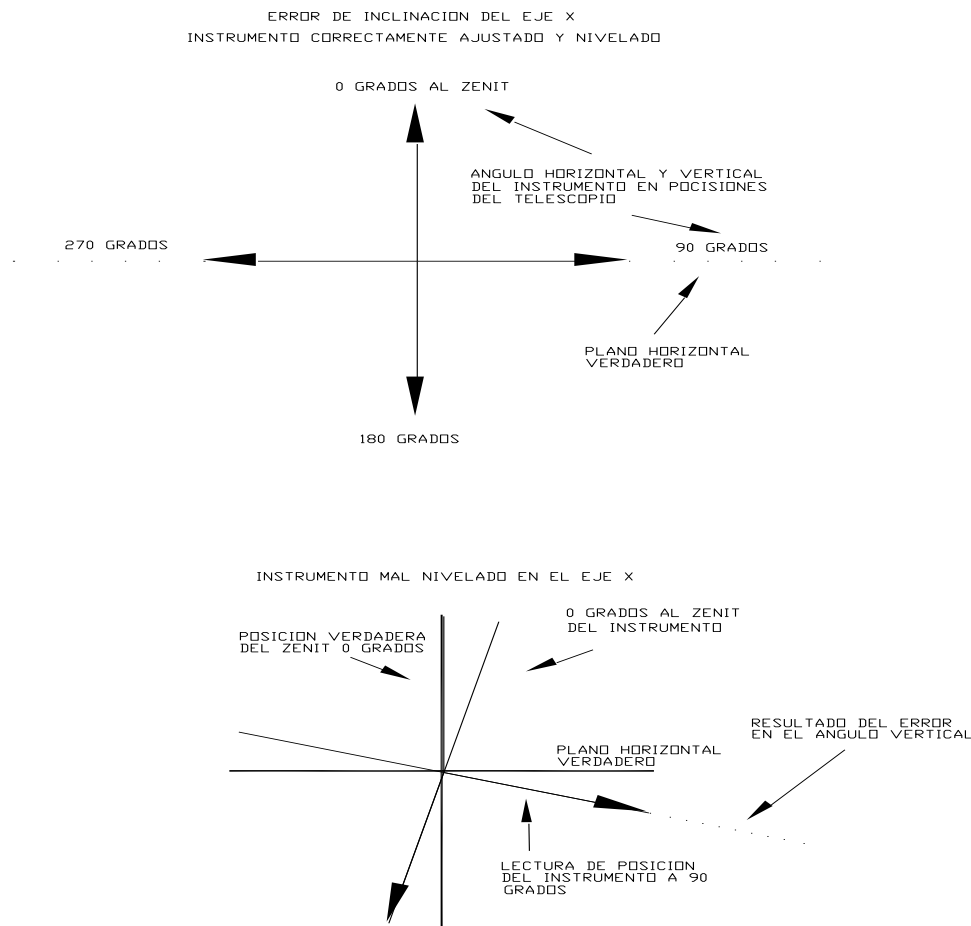 ERROR DE INCLINACION DEL EJE X
INSTRUMENTO CORRECTAMENTE AJUSTADO Y NIVELADO
0 GRADOS AL ZENIT
ANGULO HORIZONTAL Y VERTICAL
DEL INSTRUMENTO EN POCISIONES
DEL TELESCOPIO
270 GRADOS
90 GRADOS
PLANO HORIZONTAL
VERDADERO
180 GRADOS
INSTRUMENTO MAL NIVELADO EN EL EJE X
0 GRADOS AL ZENIT
DEL INSTRUMENTO
POSICION VERDADERA
DEL ZENIT 0 GRADOS
RESULTADO DEL ERROR
EN EL ANGULO VERTICAL
PLANO HORIZONTAL
VERDADERO
LECTURA DE POSICION
DEL INSTRUMENTO A 90
GRADOS